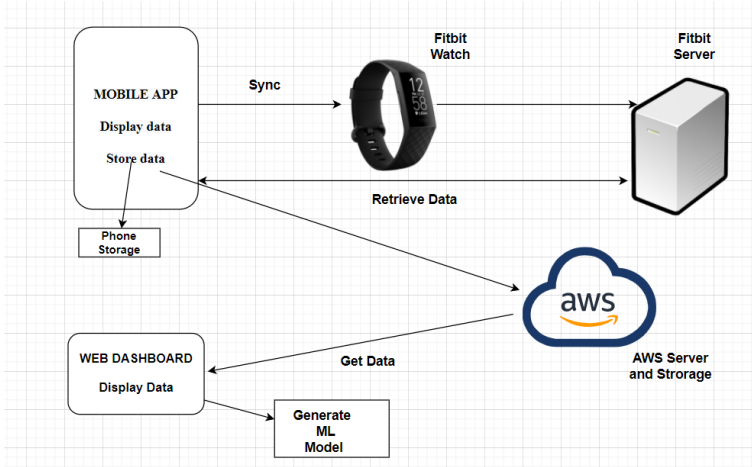 MOBILE APP
Display data
Store data
Phone
Storage
Sync
Fitbit
Watch
12
58
Fitbit
Server
Retrieve Data
aws
AWS Server
and Strorage
Get Data
WEB DASHBOARD
Display Data
Generate
ML
Model